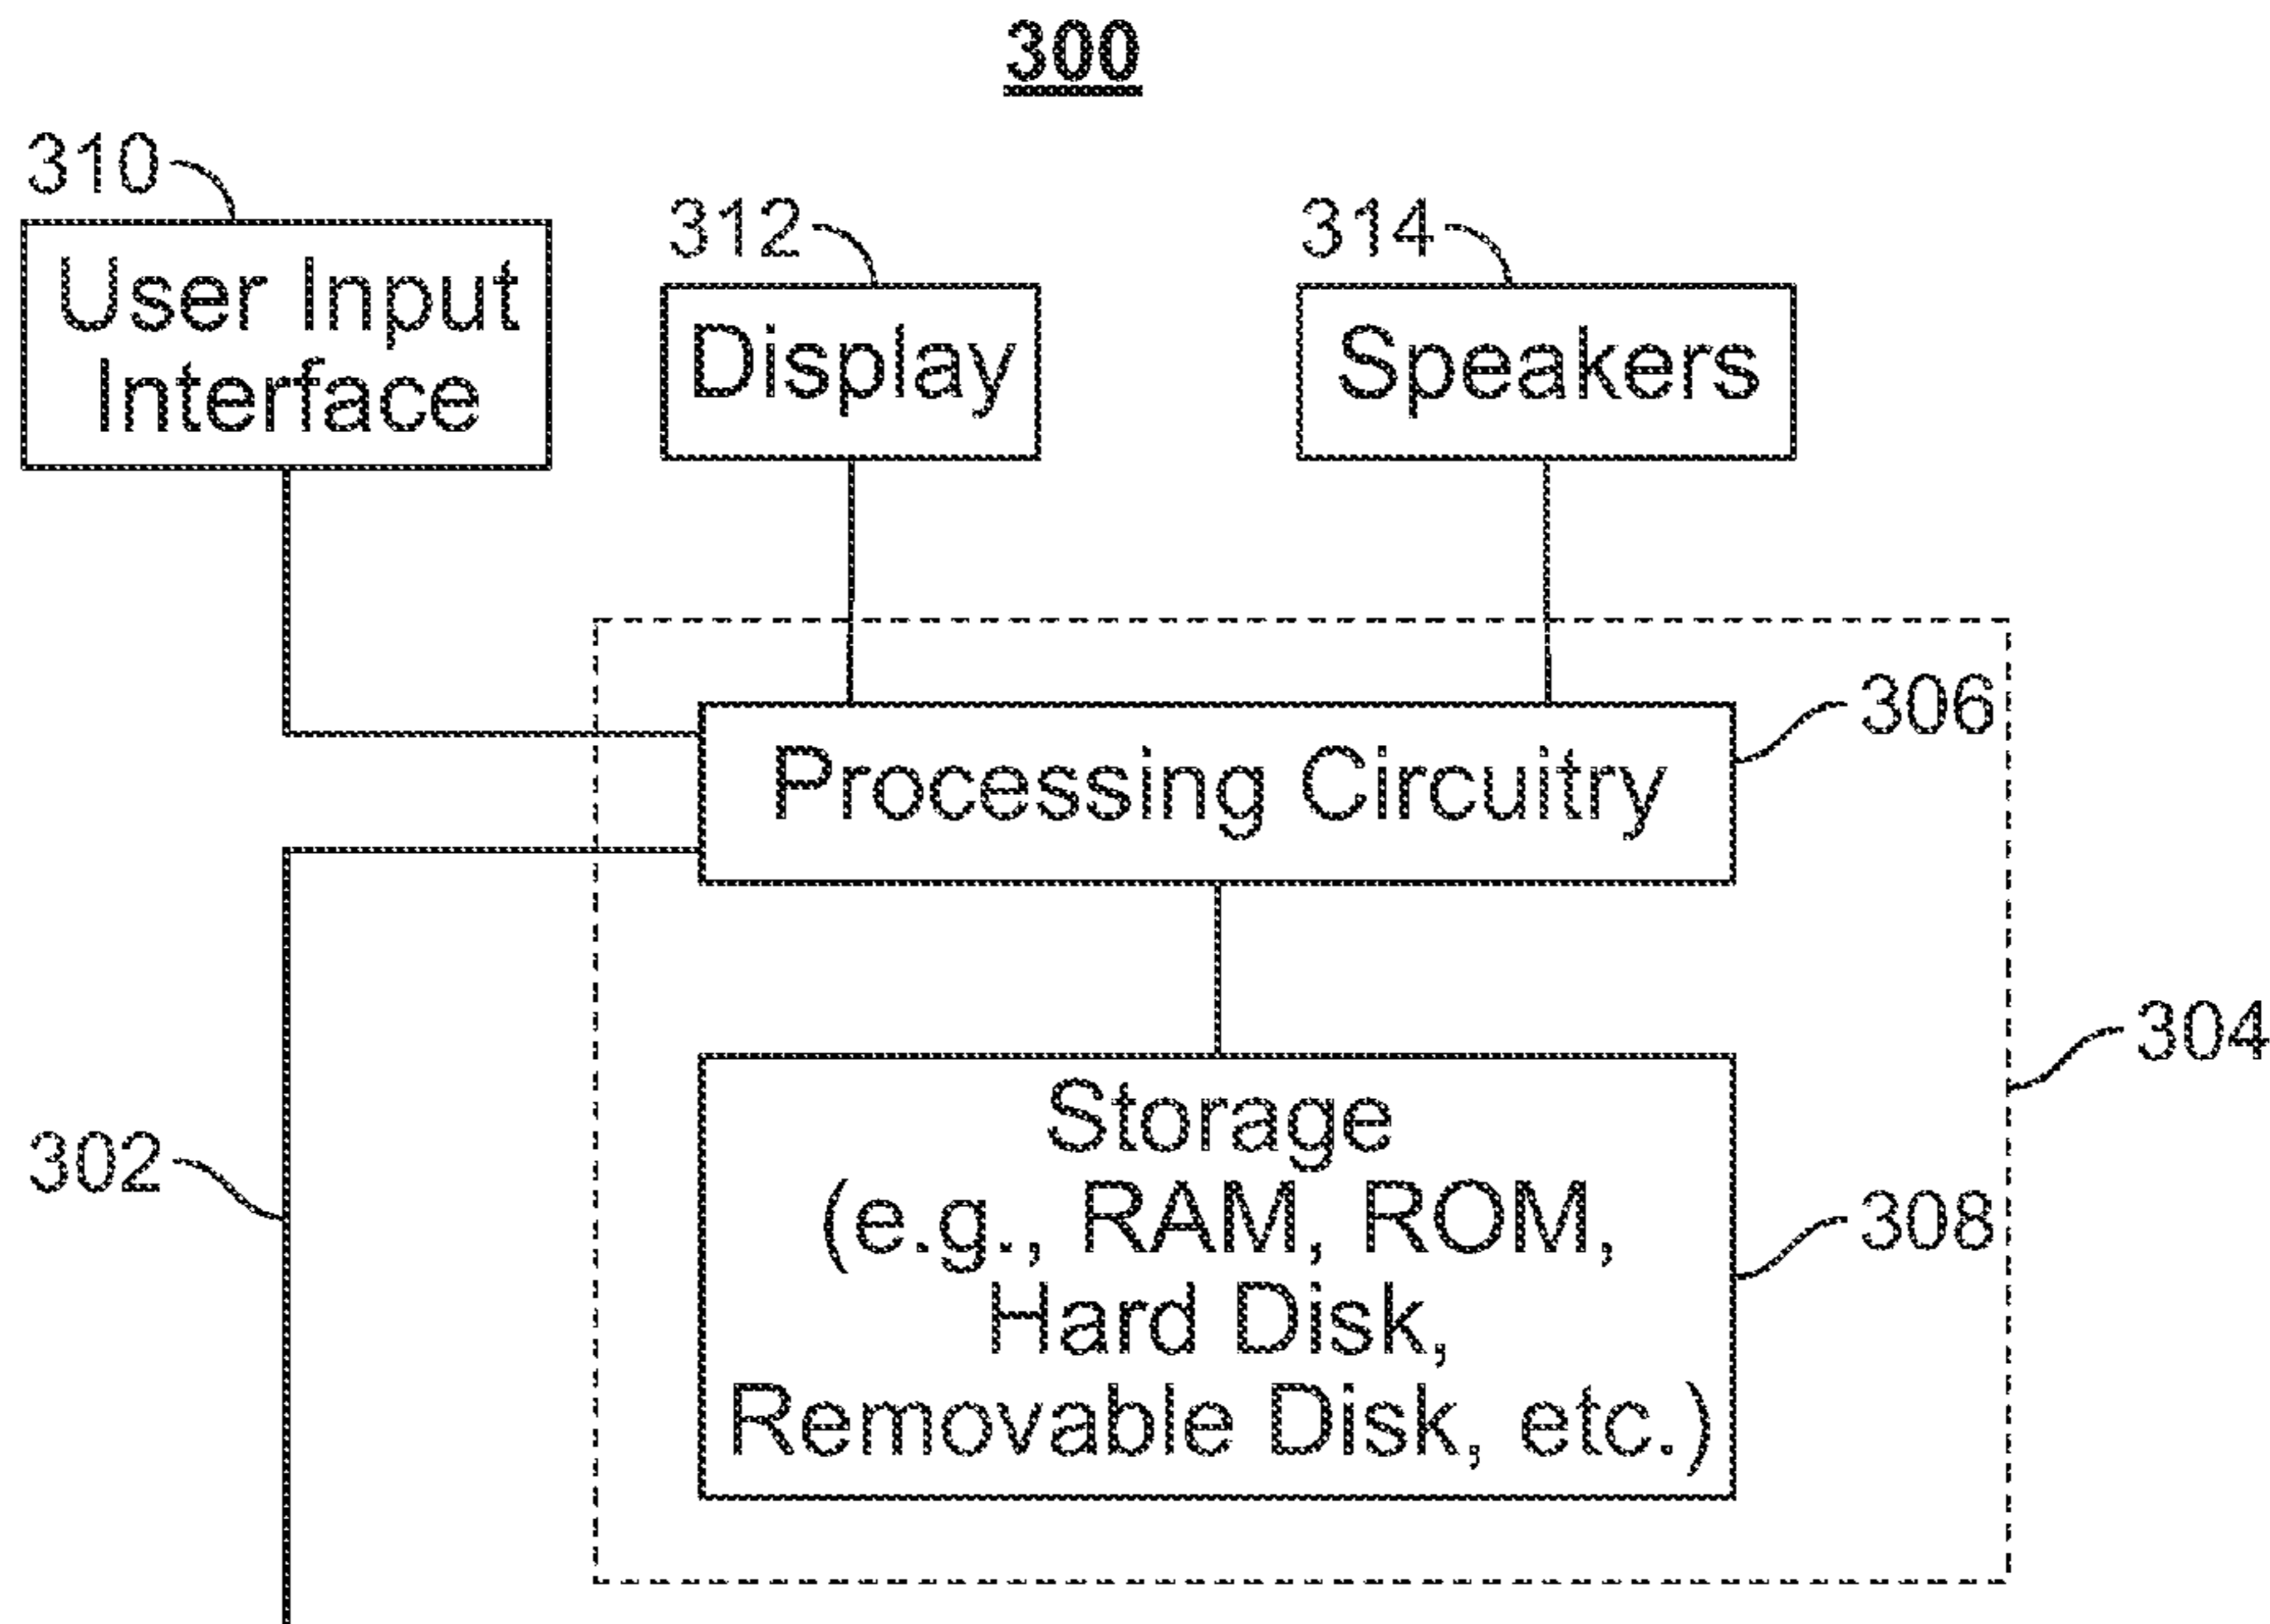 300
310
312
314
User Input
Interface
Display
Speakers
306
Processing Circuitry
304
302
Storage
(e.g., RAM, ROM,
Hard Disk,
Removable Disk, etc.)
308